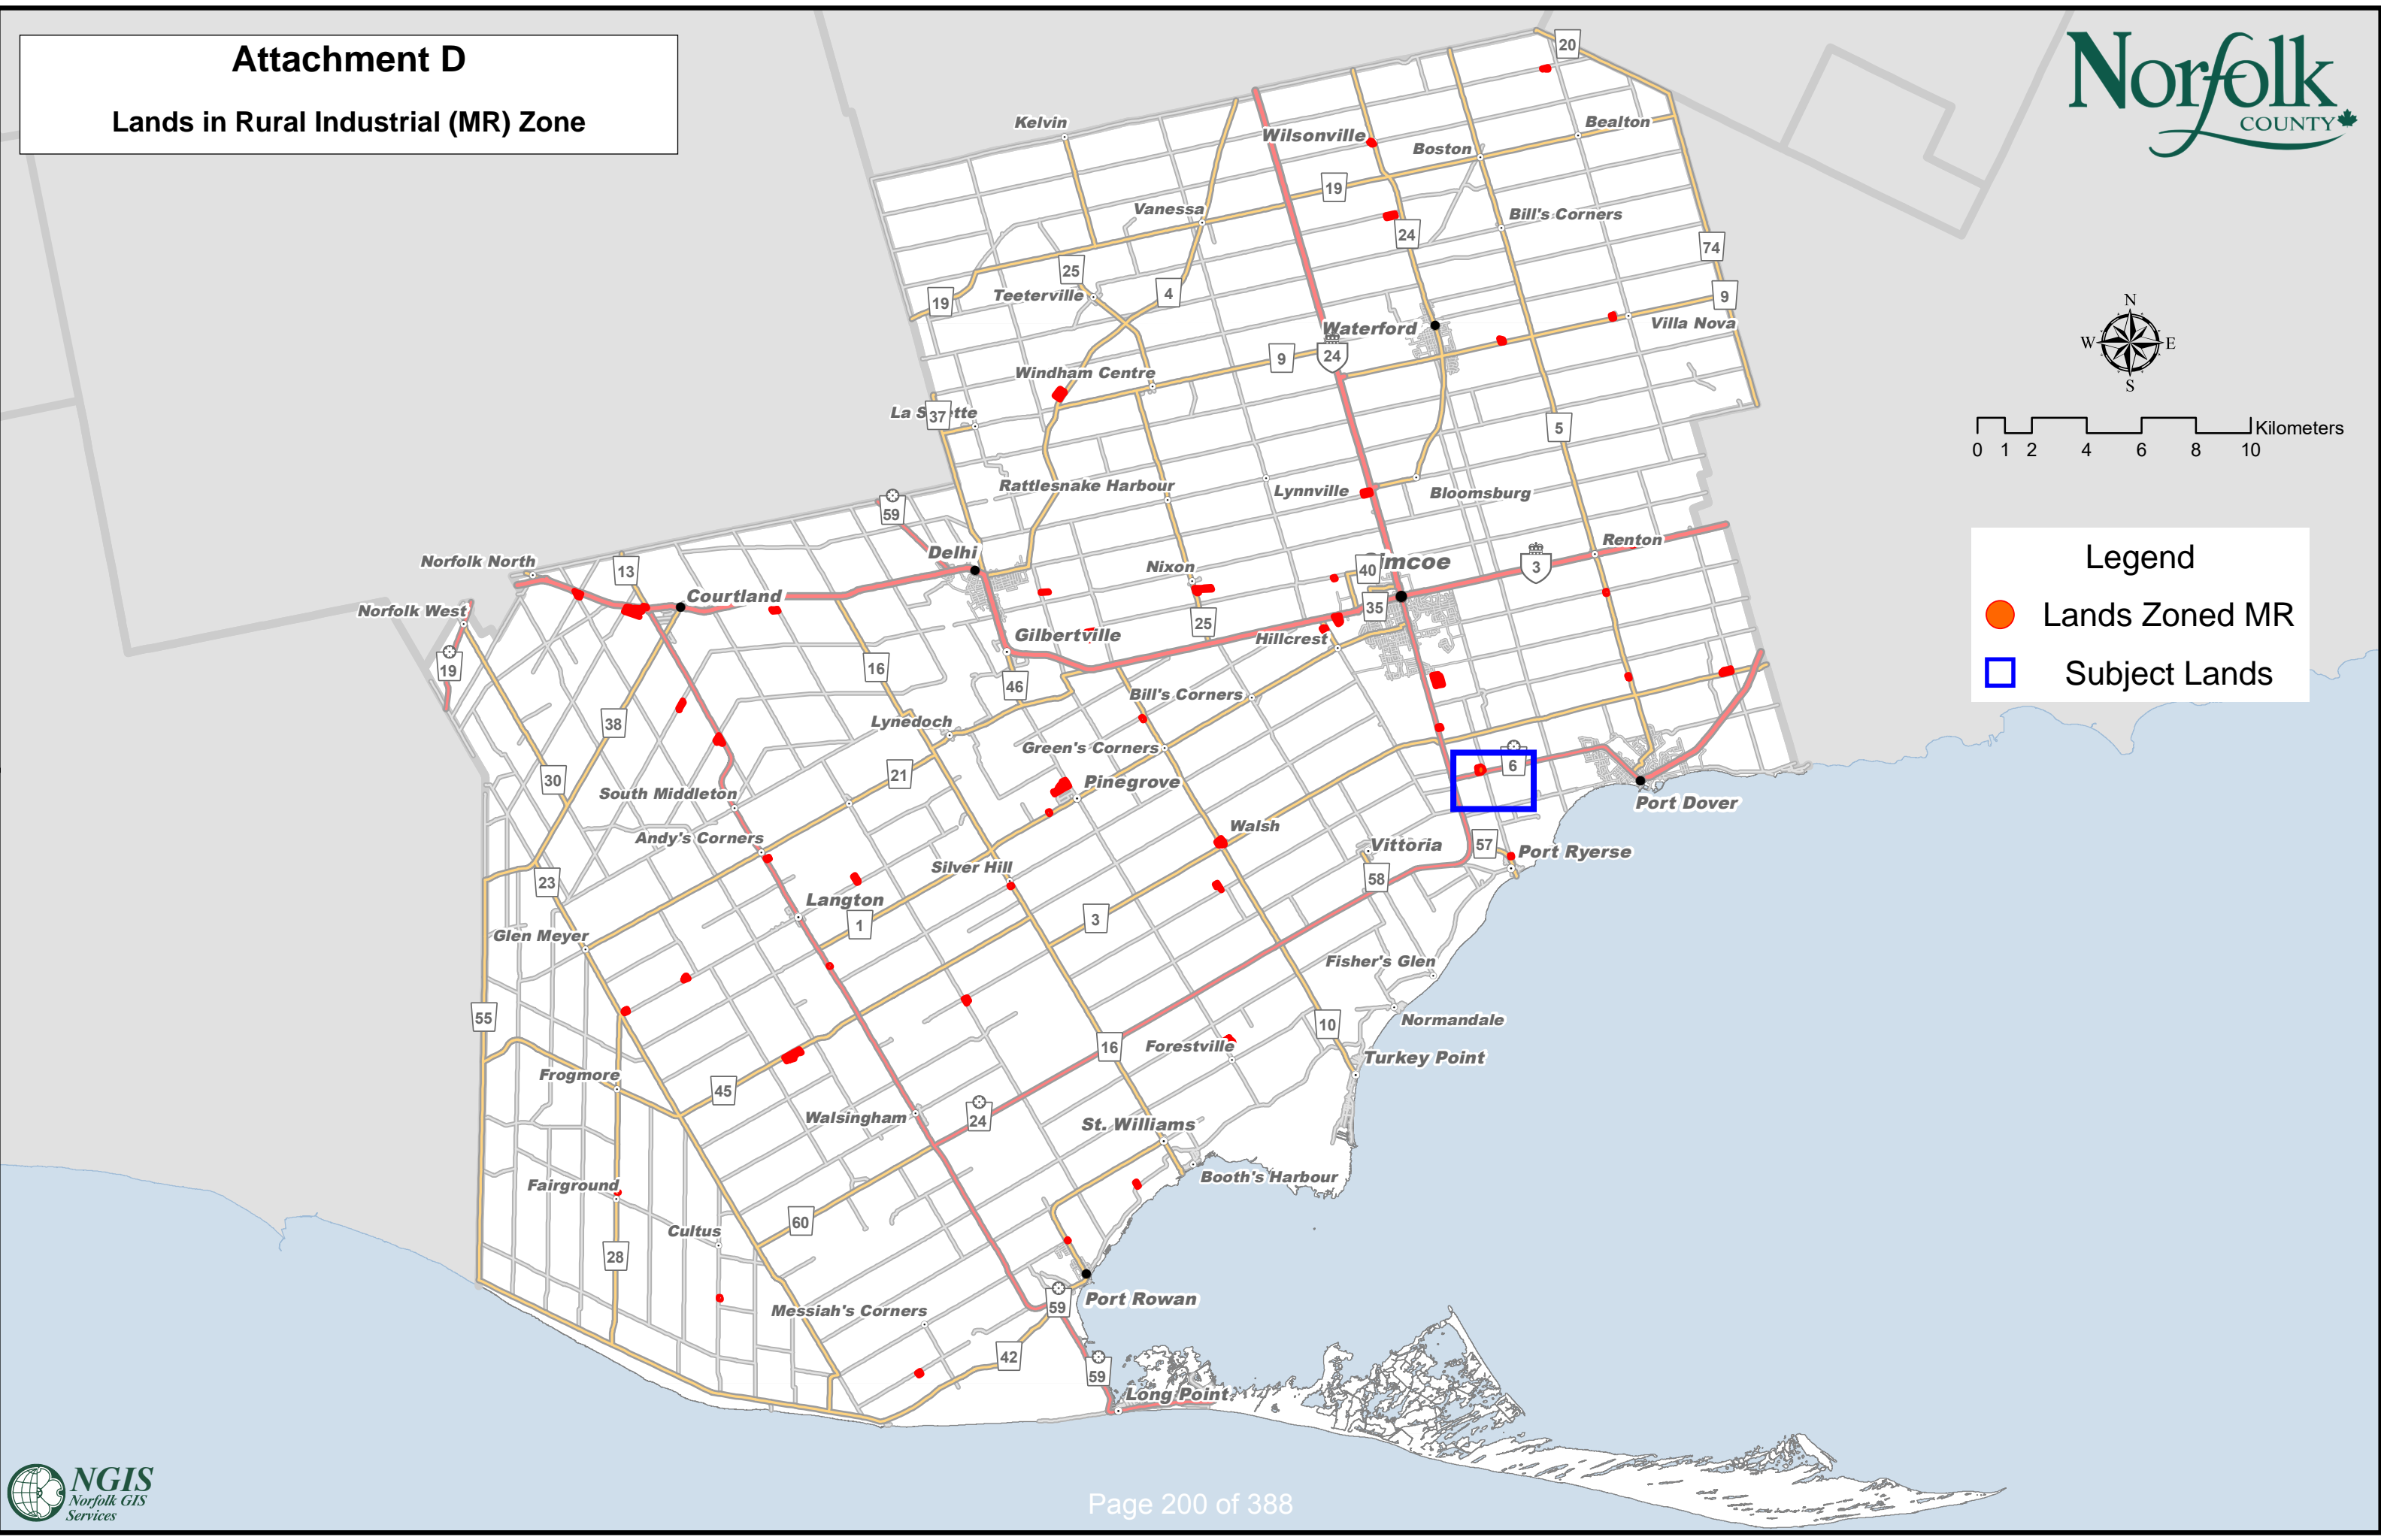 Attachment D
Lands in Rural Industrial (MR) Zone
Norfolk
COUNTY
20
Kelvin
Wilsonville
Boston
Bealton
19
Vanessa
24
Bill's Corners
74
25
Teeterville
4
19
9
Villa Nova
Waterford
24
9
Windham Centre
La S
ette
37
5
Rattlesnake Harbour
Lynnville
Bloomsburg
59
Renton
Norfolk North
13
Delhi
Nixon
40
imcoe
3
Courtland
Norfolk West
35
25
Gilbertville
Hillcrest
19
16
46
Bill's Corners
38
Lynedoch
Green's Corners
6
30
21
South Middleton
Pinegrove
Port Dover
Andy's Corners
Walsh
Vittoria
57
Port Ryerse
23
Silver Hill
58
Langton
1
3
Glen Meyer
Fisher's Glen
55
10
Normandale
16
Forestville
Turkey Point
Frogmore
45
Walsingham
24
St. Williams
Fairground
Booth's Harbour
Cultus
60
28
Messiah's Corners
59
Port Rowan
42
59
Long Point
N
W
E
S
Kilometers
0 1 2 4 6 8 10
Legend
Lands Zoned MR
Subject Lands
NGIS
Norfolk GIS
Services
Page 200 of 388